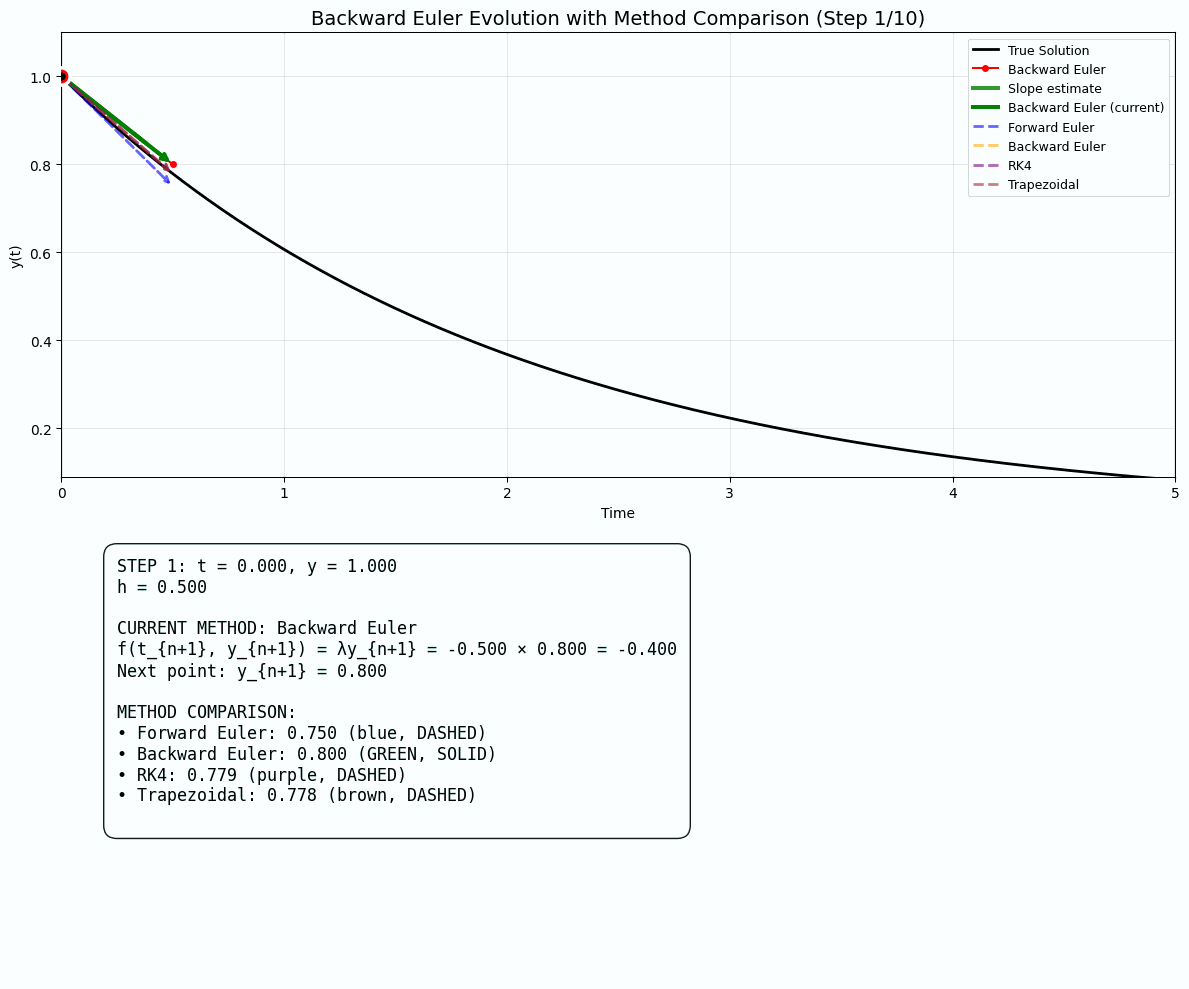 Backward Euler Evolution with Method Comparison (Step 1/10)
True Solution
Backward Euler
Slope estimate
Backward Euler (current)
Forward Euler
Backward Euler
RK4
Trapezoidal
y(t)
1.0
0.8
0.6
0.4
0.2
0
1
2
3
4
5
Time
STEP 1: t = 0.000, y = 1.000
h = 0.500
CURRENT METHOD: Backward Euler
f(t_{n+1}, y_{n+1}) = λy_{n+1} = -0.500 × 0.800 = -0.400
Next point: y_{n+1} = 0.800
METHOD COMPARISON:
• Forward Euler: 0.750 (blue, DASHED)
• Backward Euler: 0.800 (GREEN, SOLID)
• RK4: 0.779 (purple, DASHED)
• Trapezoidal: 0.778 (brown, DASHED)